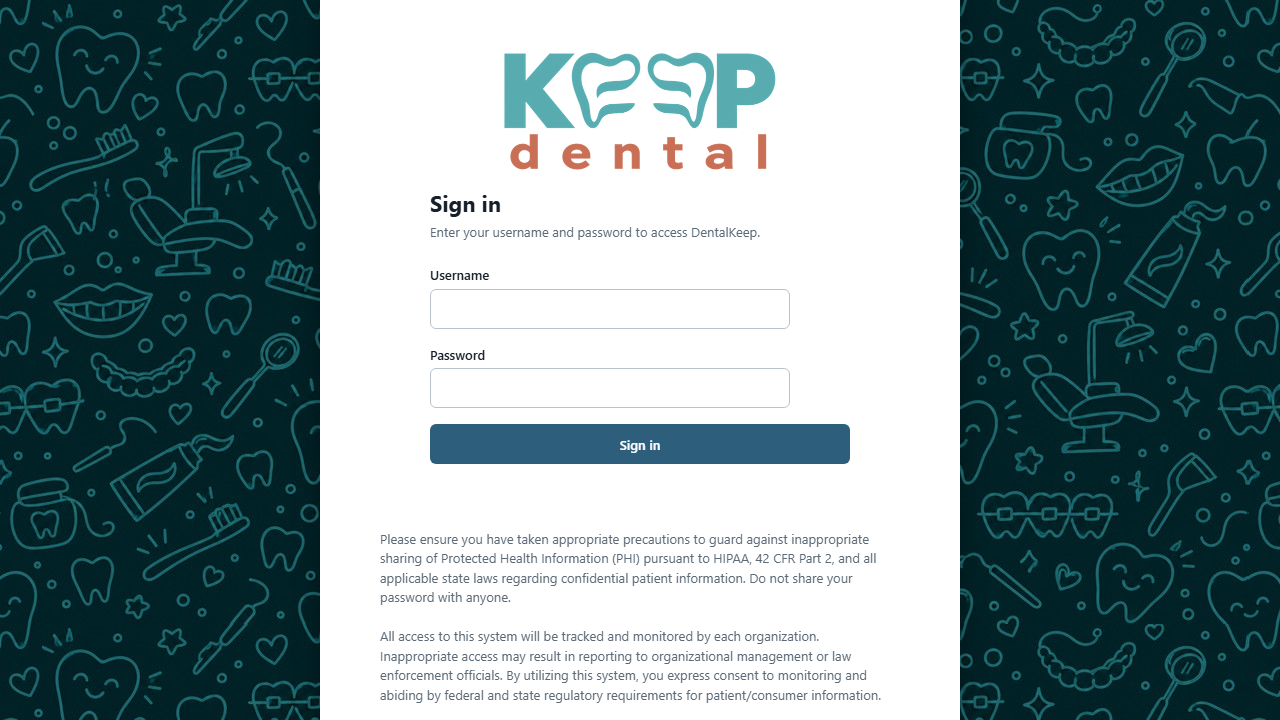 KEEP
dental
Sign in
Enter your username and password to access DentalKeep.
Username
Password
Sign in
Please ensure you have taken appropriate precautions to guard against inappropriate
sharing of Protected Health Information (PHI) pursuant to HIPAA, 42 CFR Part 2, and all
applicable state laws regarding confidential patient information. Do not share your
password with anyone.
All access to this system will be tracked and monitored by each organization.
Inappropriate access may result in reporting to organizational management or law
enforcement officials. By utilizing this system, you express consent to monitoring and
abiding by federal and state regulatory requirements for patient/consumer information.